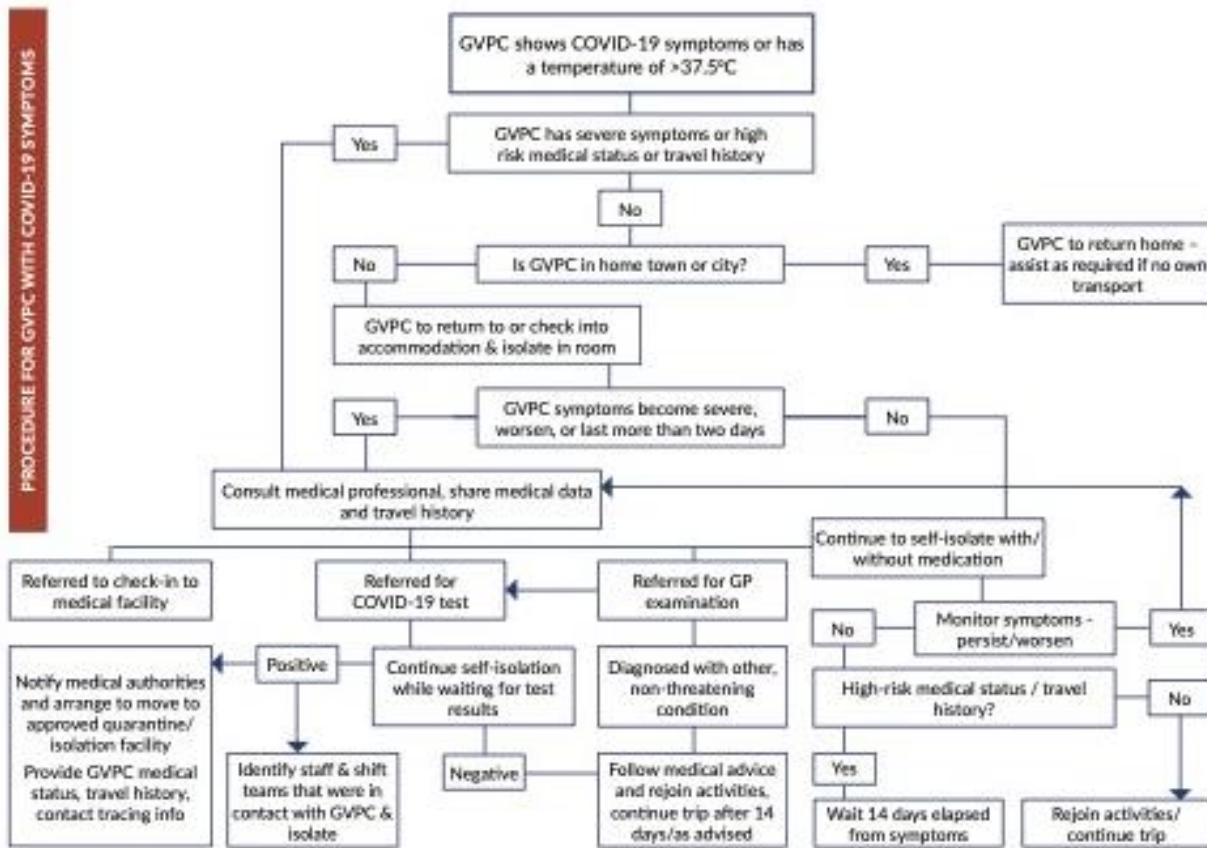 PROCEDURE FOR GVPC WITH COVID-19 SYMPTOMS
GVPC shows COVID-19 symptoms or has
a temperature of >37.5°C
Yes
GVPC has severe symptoms or high
risk medical status or travel history
No
No
Is GVPC in home town or city?
Yes
GVPC to return home –
assist as required if no own
transport
GVPC to return to or check into
accommodation & isolate in room
Yes
GVPC symptoms become severe,
worsen, or last more than two days
No
Consult medical professional, share medical data
and travel history
Continue to self-isolate with/
without medication
Referred to check-in to
medical facility
Referred for
COVID-19 test
Referred for GP
examination
No
Monitor symptoms -
persist/worsen
Yes
Notify medical authorities
and arrange to move to
approved quarantine/
isolation facility
Provide GVPC medical
status, travel history,
contact tracing info
Positive
Continue self-isolation
while waiting for test
results
Diagnosed with other,
non-threatening
condition
High-risk medical status / travel
history?
No
Identify staff & shift
teams that were in
contact with GVPC &
isolate
Negative
Follow medical advice
and rejoin activities,
continue trip after 14
days/as advised
Yes
Wait 14 days elapsed
from symptoms
Rejoin activities/
continue trip